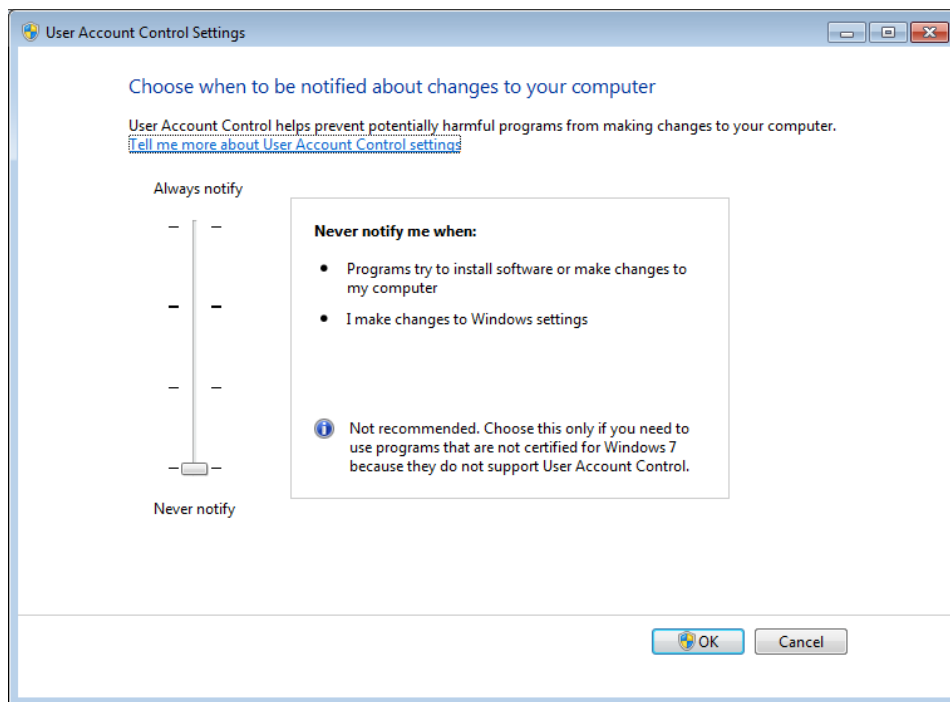 User Account Control Settings
Choose when to be notified about changes to your computer
User Account Control helps prevent potentially harmful programs from making changes to your computer.
Tell me more about User Account Control settings
Always notify
Never notify me when:
• Programs try to install software or make changes to
my computer
• I make changes to Windows settings
Not recommended. Choose this only if you need to
use programs that are not certified for Windows 7
because they do not support User Account Control.
Never notify
OK
Cancel